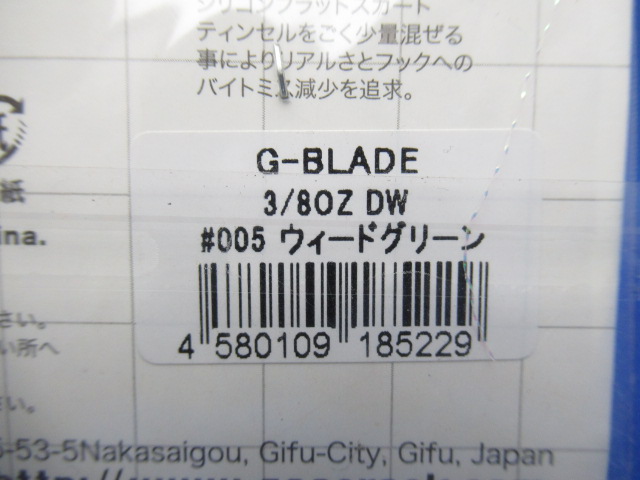 シリコンフラットスカート
ティンセルをごく少量混ぜる
事によりリアルさとフックへの
バイトミス減少を追求。
紙
ina.
G-BLADE
3/8OZ DW
#005 ウィードグリーン
4 580109 185229
さい。
い所へ
さい。
5-53-5Nakasaigou, Gifu-City, Gifu, Japan